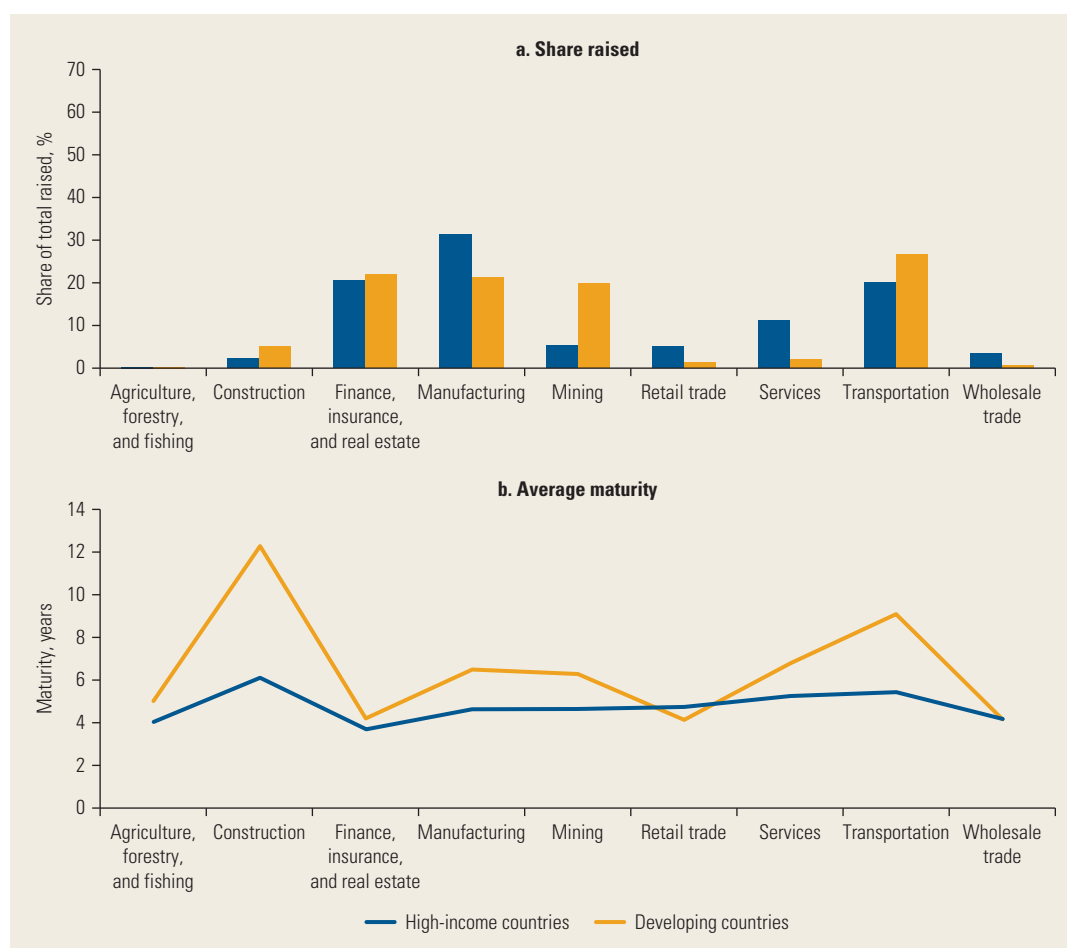 a. Share raised
Share of total raised, %
70
60
50
40
30
20
10
0
Agriculture,
forestry,
and fishing
Construction
Finance,
insurance,
and real estate
Manufacturing
Mining
Retail trade
Services
Transportation
Wholesale
trade
b. Average maturity
Maturity, years
14
12
10
8
6
4
2
0
Agriculture,
forestry,
and fishing
Construction
Finance,
insurance,
and real estate
Manufacturing
Mining
Retail trade
Services
Transportation
Wholesale
trade
High-income countries
Developing countries